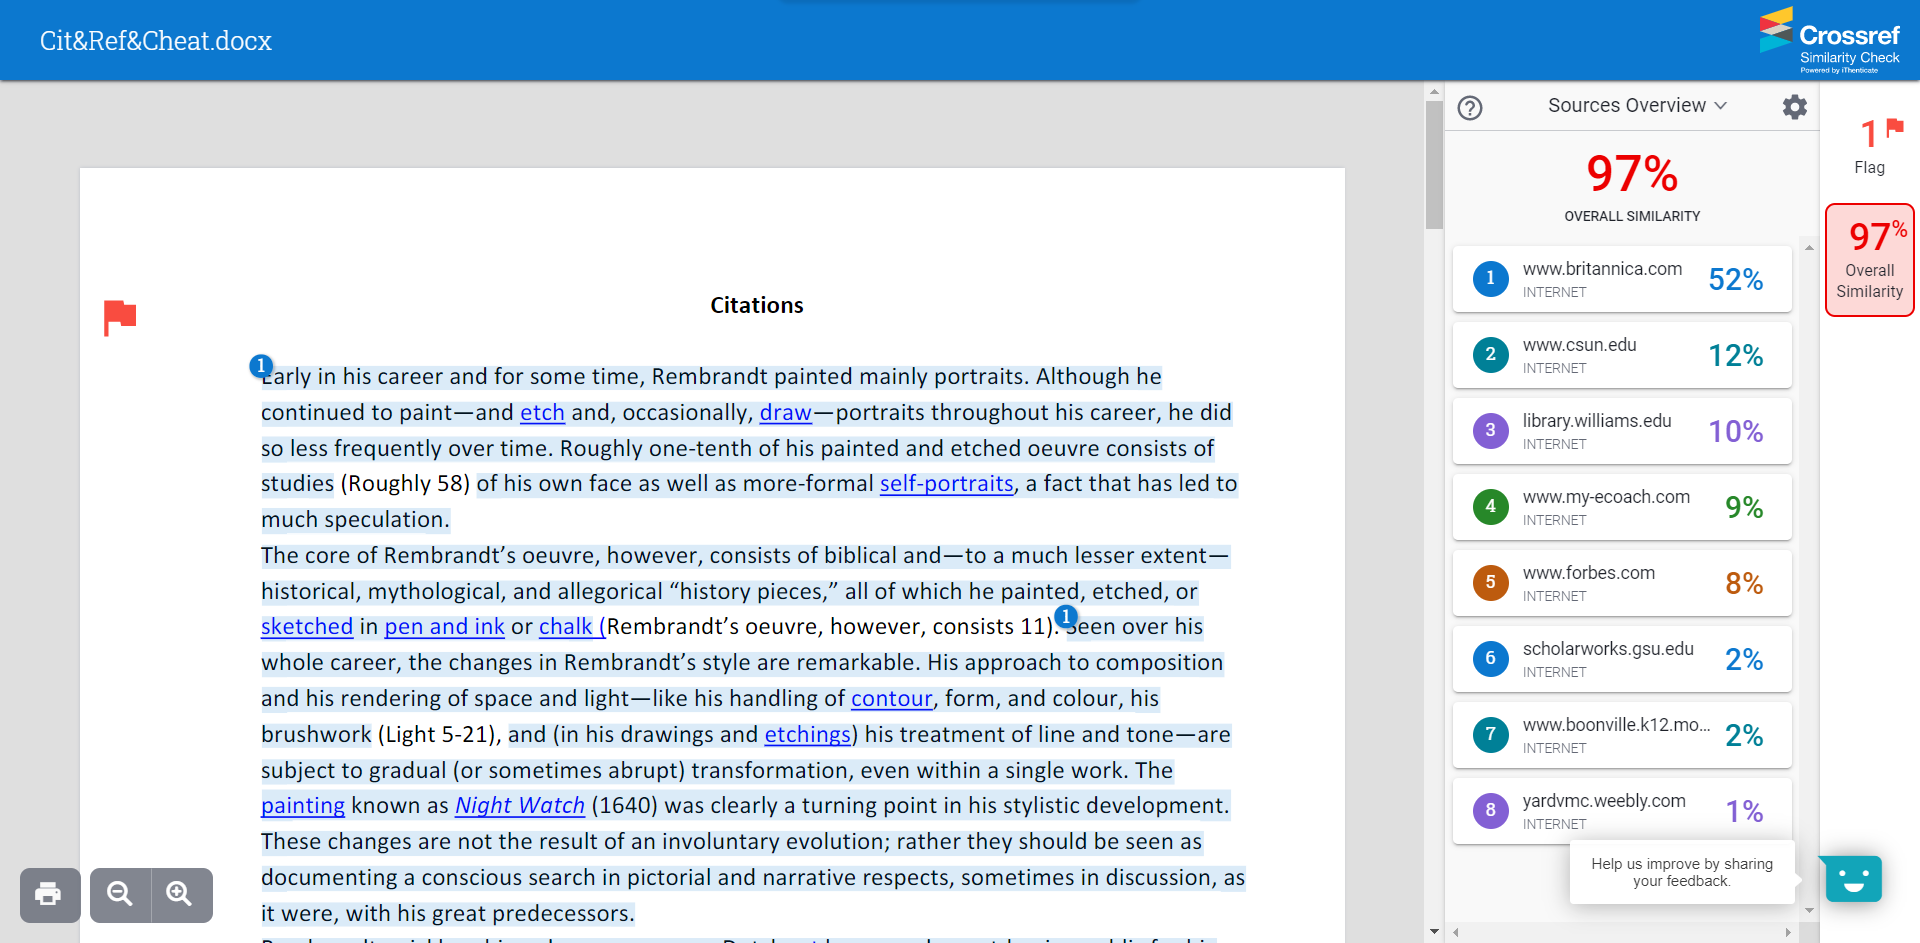 Cit&Ref&Cheat.docx
Crossref
Similarity Check
Powered by iThenticate
Sources Overview
97%
OVERALL SIMILARITY
1 www.britannica.com 52%
INTERNET
2 www.csun.edu 12%
INTERNET
3 library.williams.edu 10%
INTERNET
4 www.my-ecoach.com 9%
INTERNET
5 www.forbes.com 8%
INTERNET
6 scholarworks.gsu.edu 2%
INTERNET
7 www.boonville.k12.mo... 2%
INTERNET
8 yardvmc.weebly.com 1%
INTERNET
Help us improve by sharing
your feedback.
1
Flag
97%
Overall
Similarity
Citations
1
Early in his career and for some time, Rembrandt painted mainly portraits. Although he
continued to paint—and etch and, occasionally, draw—portraits throughout his career, he did
so less frequently over time. Roughly one-tenth of his painted and etched oeuvre consists of
studies (Roughly 58) of his own face as well as more-formal self-portraits, a fact that has led to
much speculation.
The core of Rembrandt’s oeuvre, however, consists of biblical and—to a much lesser extent—
historical, mythological, and allegorical “history pieces,” all of which he painted, etched, or
1
sketched in pen and ink or chalk (Rembrandt’s oeuvre, however, consists 11). Seen over his
whole career, the changes in Rembrandt’s style are remarkable. His approach to composition
and his rendering of space and light—like his handling of contour, form, and colour, his
brushwork (Light 5-21), and (in his drawings and etchings) his treatment of line and tone—are
subject to gradual (or sometimes abrupt) transformation, even within a single work. The
painting known as Night Watch (1640) was clearly a turning point in his stylistic development.
These changes are not the result of an involuntary evolution; rather they should be seen as
documenting a conscious search in pictorial and narrative respects, sometimes in discussion, as
it were, with his great predecessors.